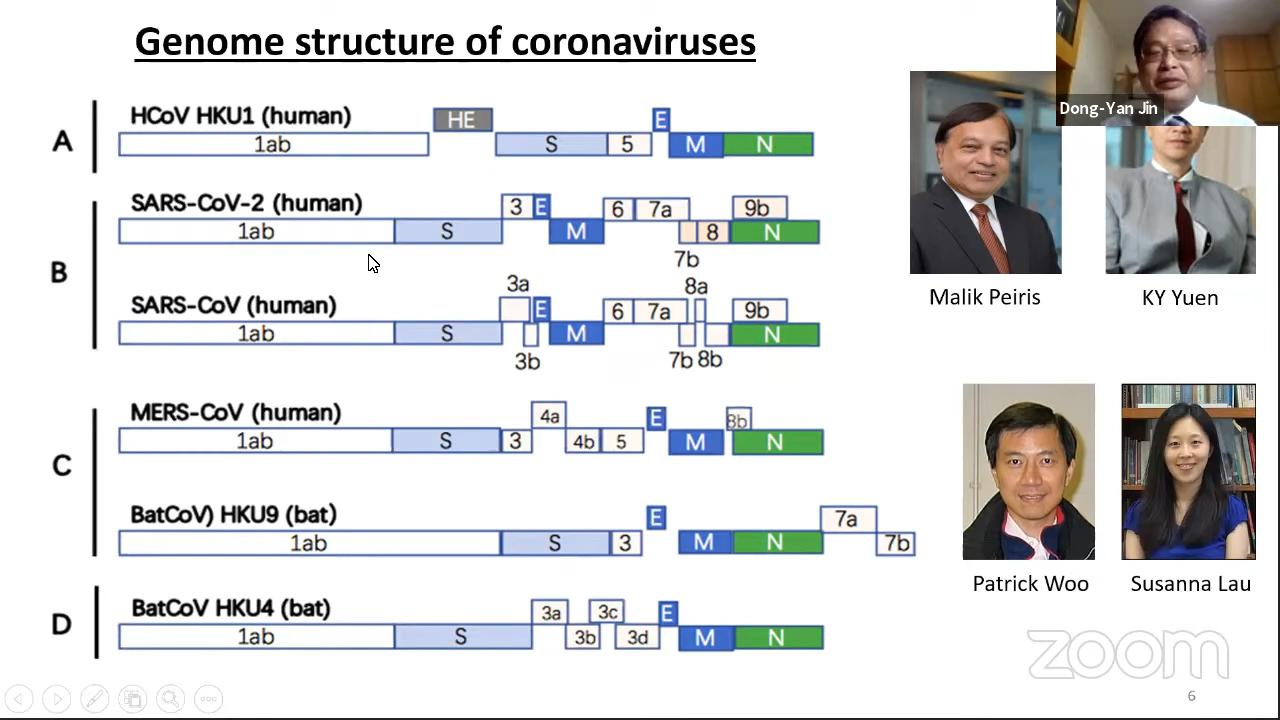 Genome structure of coronaviruses
Dong-Yan Jin
A
HCoV HKU1 (human)
HE
E
1ab
S
5
M
N
B
SARS-CoV-2 (human)
3
E
6
7a
9b
1ab
S
M
8
N
7b
3a
8a
SARS-CoV (human)
E
6
7a
9b
1ab
S
M
N
3b
7b
8b
C
MERS-CoV (human)
4a
E
8b
1ab
S
3
4b
5
M
N
BatCoV) HKU9 (bat)
E
7a
1ab
S
3
M
N
7b
D
BatCoV HKU4 (bat)
3a
3c
E
1ab
S
3b
3d
M
N
Malik Peiris
KY Yuen
Patrick Woo
Susanna Lau
zoom
6